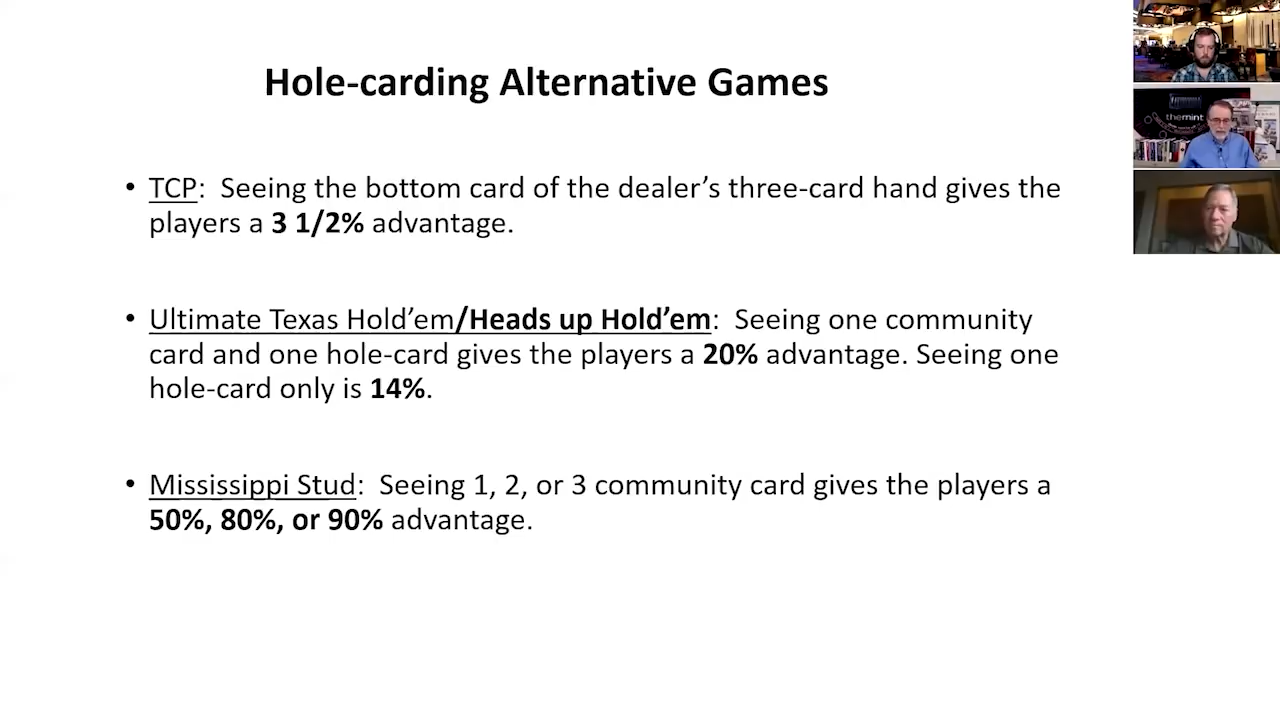 Hole-carding Alternative Games
• TCP:  Seeing the bottom card of the dealer’s three-card hand gives the
players a 3 1/2% advantage.
• Ultimate Texas Hold’em/Heads up Hold’em:  Seeing one community
card and one hole-card gives the players a 20% advantage. Seeing one
hole-card only is 14%.
• Mississippi Stud:  Seeing 1, 2, or 3 community card gives the players a
50%, 80%, or 90% advantage.
themint